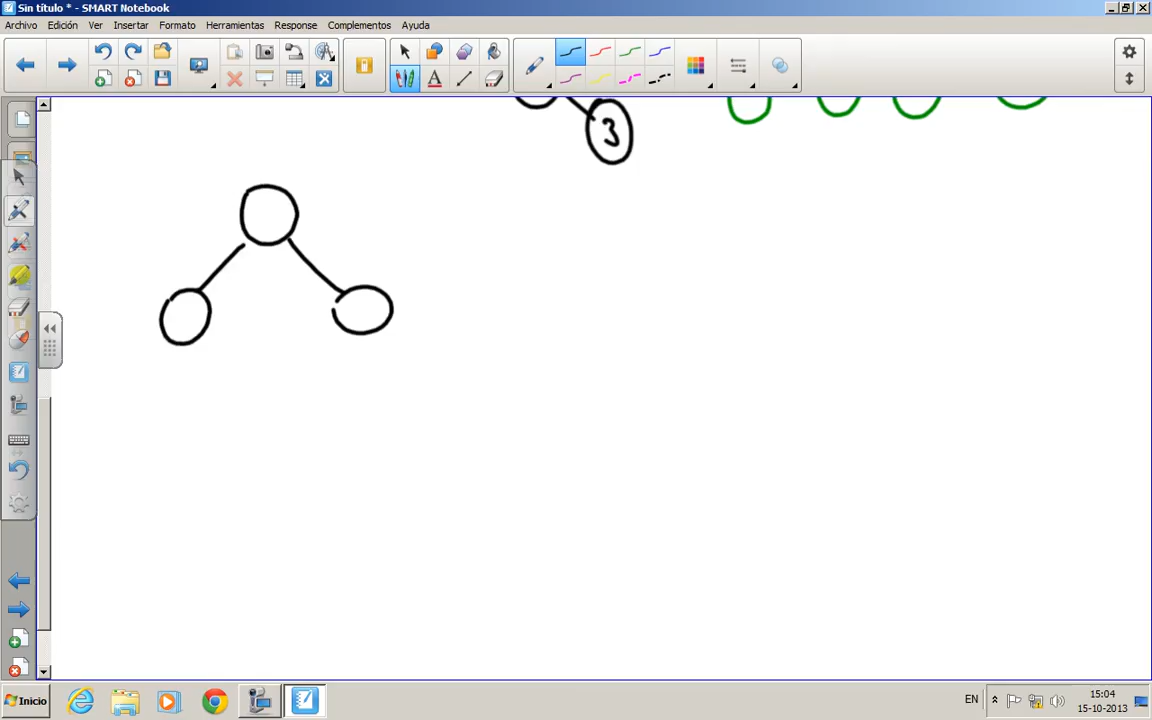 Sin título * - SMART Notebook
Archivo Edición Ver Insertar Formato Herramientas Response Complementos Ayuda
A
3
Inicio
EN
15:04
15-10-2013